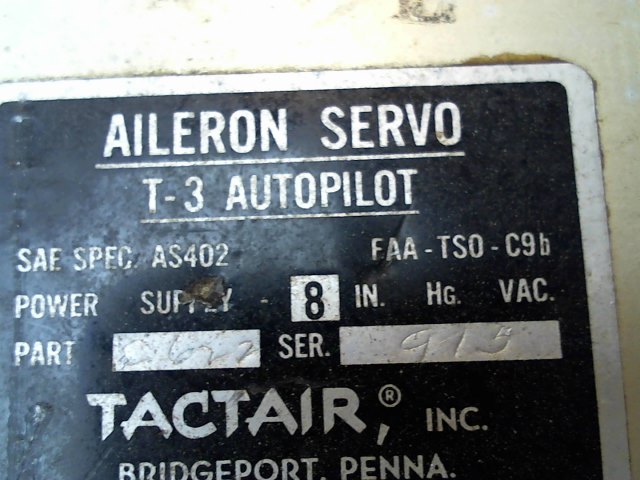 AILERON SERVO
T-3 AUTOPILOT
SAE SPEC. AS402 FAA-TSO-C9b
POWER SUPPLY - 8 IN. Hg. VAC.
PART SER. 915
TACTAIR,® INC.
BRIDGEPORT, PENNA.